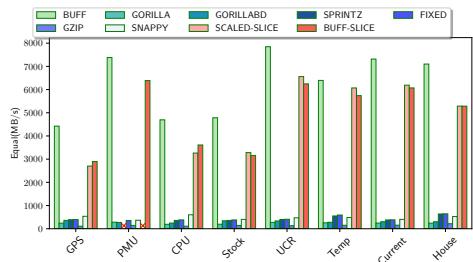 BUFF GORILLA GORILLABD SPRINTZ FIXED
GZIP SNAPPY SCALED-SLICE BUFF-SLICE
Equal(MB/s)
8000
7000
6000
5000
4000
3000
2000
1000
0
GPS PMU CPU Stock UCR Temp Current House